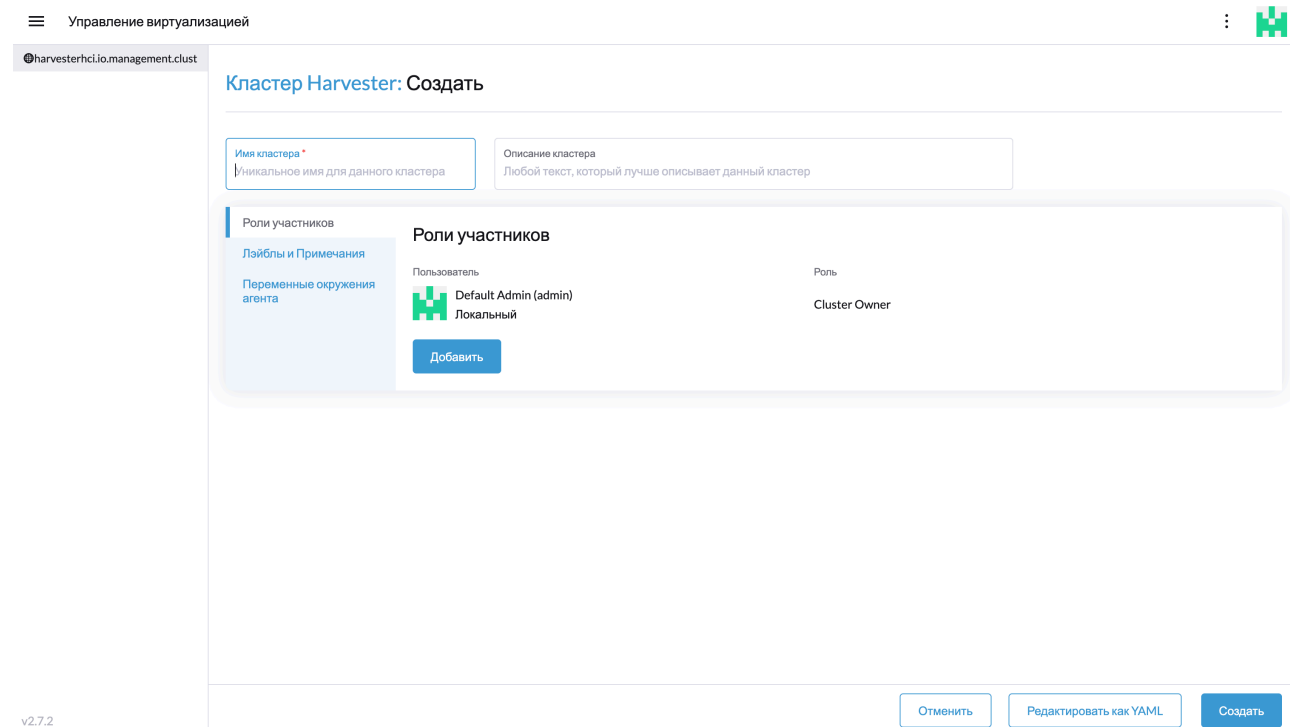 Управление виртуализацией
harvesterhci.io.management.clust
Кластер Harvester: Создать
Имя кластера *
Уникальное имя для данного кластера
Описание кластера
Любой текст, который лучше описывает данный кластер
Роли участников
Лэйблы и Примечания
Переменные окружения
агента
Роли участников
Пользователь
Роль
Default Admin (admin)
Локальный
Cluster Owner
Добавить
Отменить
Редактировать как YAML
Создать
v2.7.2